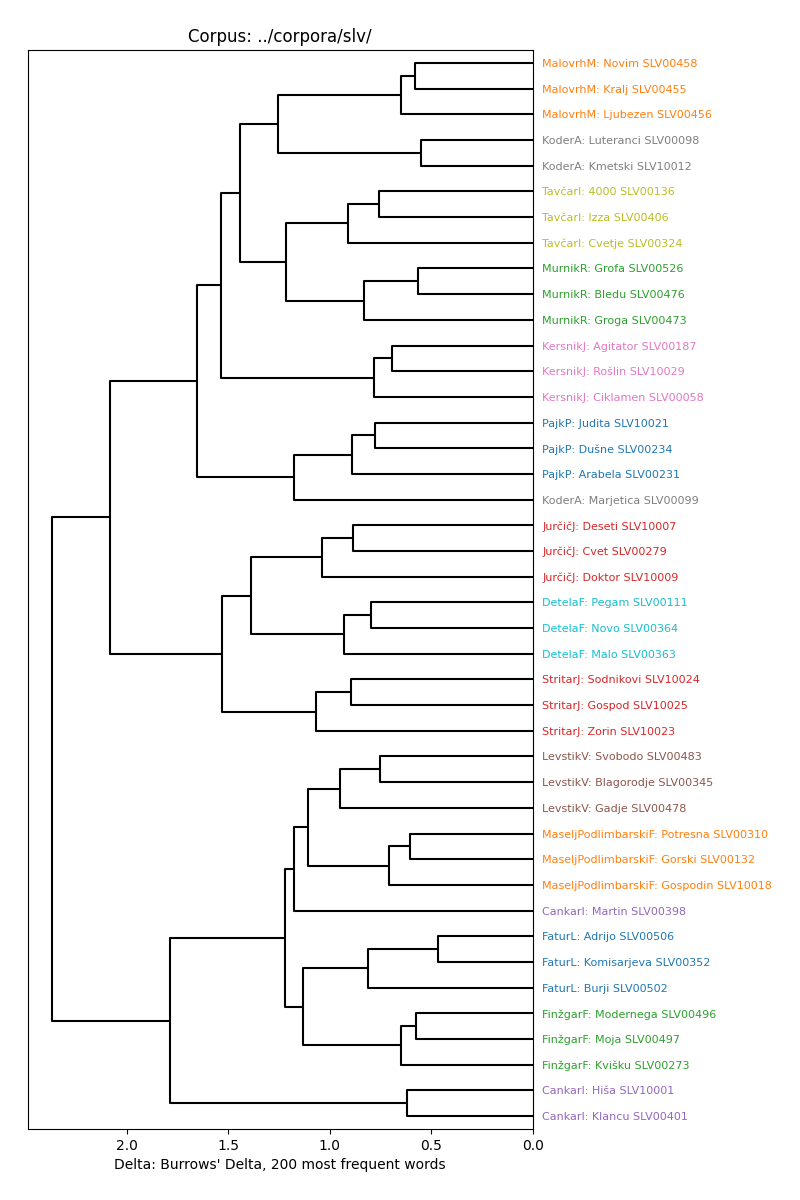 Corpus: ../corpora/slv/
MalovrhM: Novim SLV00458
MalovrhM: Kralj SLV00455
MalovrhM: Ljubezen SLV00456
KoderA: Luteranci SLV00098
KoderA: Kmetski SLV10012
TavčarI: 4000 SLV00136
TavčarI: Izza SLV00406
TavčarI: Cvetje SLV00324
MurnikR: Grofa SLV00526
MurnikR: Bledu SLV00476
MurnikR: Groga SLV00473
KersnikJ: Agitator SLV00187
KersnikJ: Rošlin SLV10029
KersnikJ: Ciklamen SLV00058
PajkP: Judita SLV10021
PajkP: Dušne SLV00234
PajkP: Arabela SLV00231
KoderA: Marjetica SLV00099
JurčičJ: Deseti SLV10007
JurčičJ: Cvet SLV00279
JurčičJ: Doktor SLV10009
DetelaF: Pegam SLV00111
DetelaF: Novo SLV00364
DetelaF: Malo SLV00363
StritarJ: Sodnikovi SLV10024
StritarJ: Gospod SLV10025
StritarJ: Zorin SLV10023
LevstikV: Svobodo SLV00483
LevstikV: Blagorodje SLV00345
LevstikV: Gadje SLV00478
MaseljPodlimbarskiF: Potresna SLV00310
MaseljPodlimbarskiF: Gorski SLV00132
MaseljPodlimbarskiF: Gospodin SLV10018
CankarI: Martin SLV00398
FaturL: Adrijo SLV00506
FaturL: Komisarjeva SLV00352
FaturL: Burji SLV00502
FinžgarF: Modernega SLV00496
FinžgarF: Moja SLV00497
FinžgarF: Kvišku SLV00273
CankarI: Hiša SLV10001
CankarI: Klancu SLV00401
2.0 1.5 1.0 0.5 0.0
Delta: Burrows' Delta, 200 most frequent words